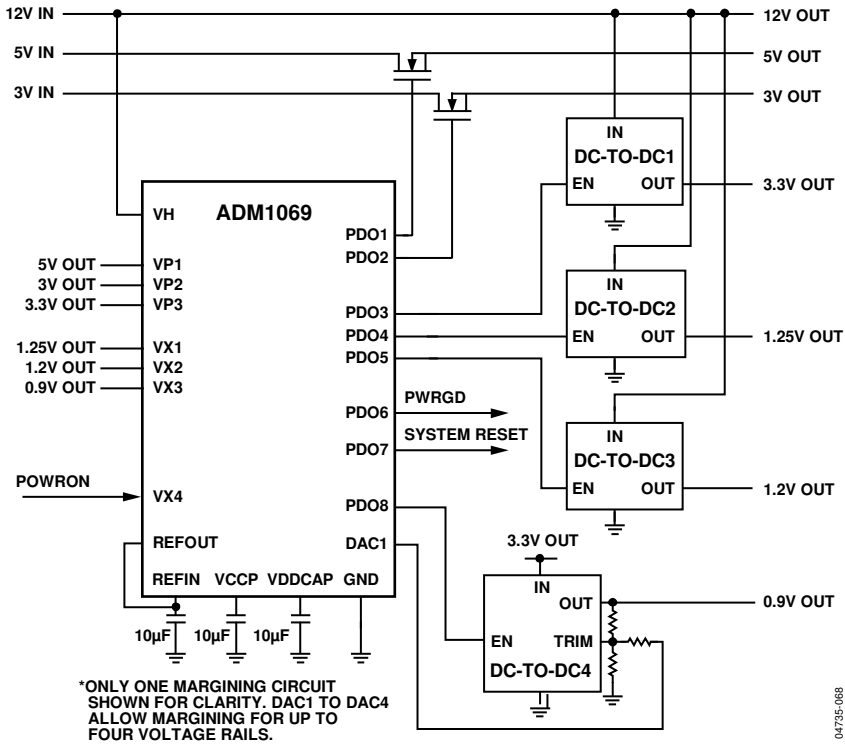 12V IN
12V OUT
5V IN
5V OUT
3V IN
3V OUT
IN
DC-TO-DC1
EN OUT
3.3V OUT
ADM1069
VH
PDO1
PDO2
5V OUT VP1
3V OUT VP2
3.3V OUT VP3
PDO3
PDO4
PDO5
IN
DC-TO-DC2
EN OUT
1.25V OUT
1.25V OUT VX1
1.2V OUT VX2
0.9V OUT VX3
PDO6 PWRGD
PDO7 SYSTEM RESET
IN
DC-TO-DC3
EN OUT
1.2V OUT
POWRON VX4
PDO8
REFOUT
DAC1
REFIN VCCP VDDCAP GND
10µF 10µF 10µF
3.3V OUT
IN
OUT
0.9V OUT
EN TRIM
DC-TO-DC4
*ONLY ONE MARGINING CIRCUIT
SHOWN FOR CLARITY. DAC1 TO DAC4
ALLOW MARGINING FOR UP TO
FOUR VOLTAGE RAILS.
04735-068